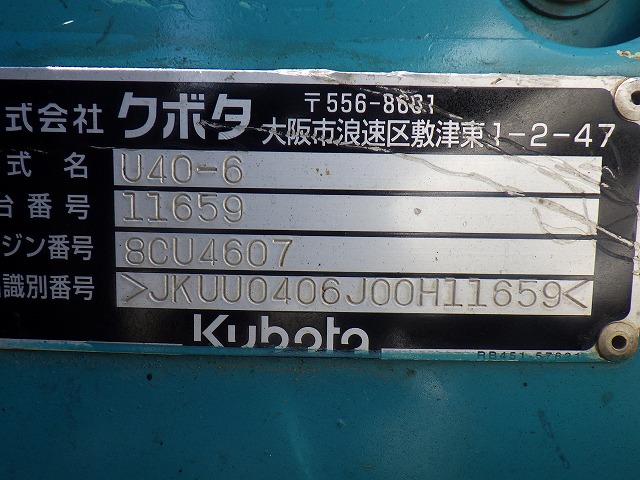 式会社 クボタ 〒556-8601
大阪市浪速区敷津東1-2-47
式 名 U40-6
台番号 11659
ジン番号 8CU4607
識別番号 >JKUU0406J00H11659<
Kubota
RB451-57621